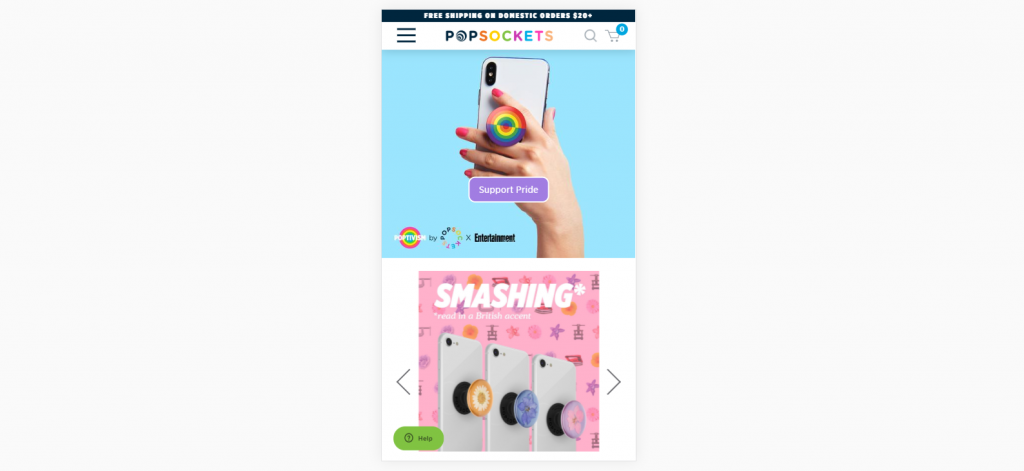 FREE SHIPPING ON DOMESTIC ORDERS $20+
POPSOCKETS
0
Support Pride
POPTIVISM by POPSOCKETS X Entertainment
SMASHING*
*read in a British accent
Help